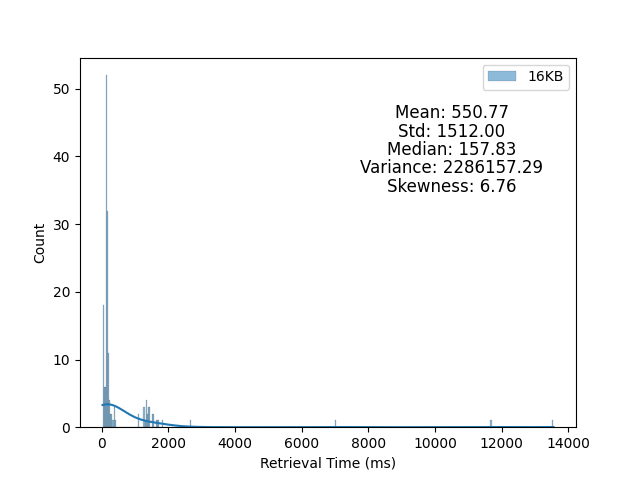 16KB
Mean: 550.77
Std: 1512.00
Median: 157.83
Variance: 2286157.29
Skewness: 6.76
50
40
30
20
10
0
Count
0 2000 4000 6000 8000 10000 12000 14000
Retrieval Time (ms)